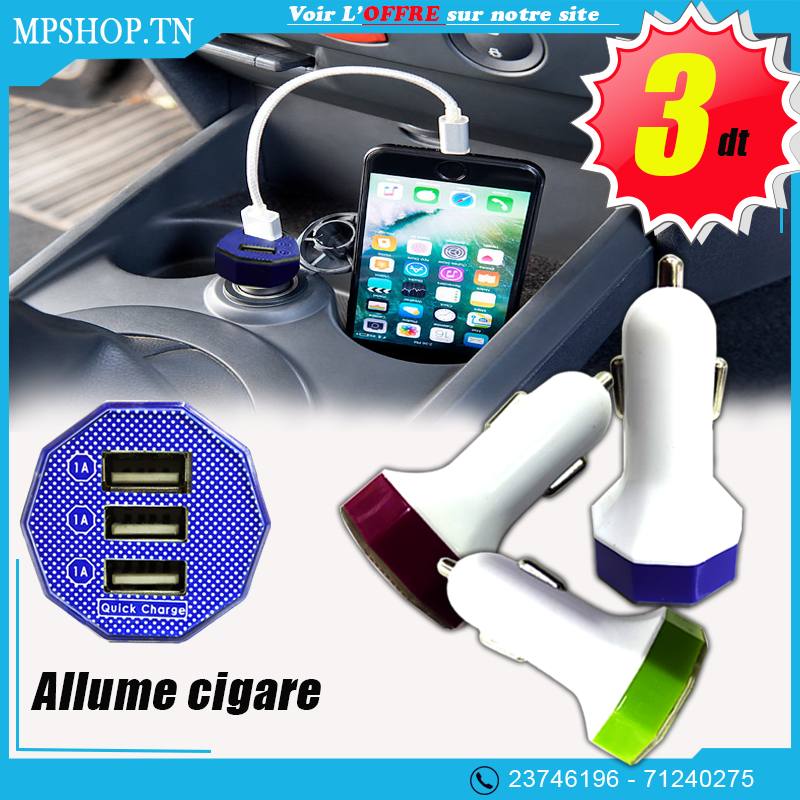 Voir L'OFFRE sur notre site
MPSHOP.TN
3 dt
1A
1A
1A
Quick Charge
Allume cigare
23746196 - 71240275